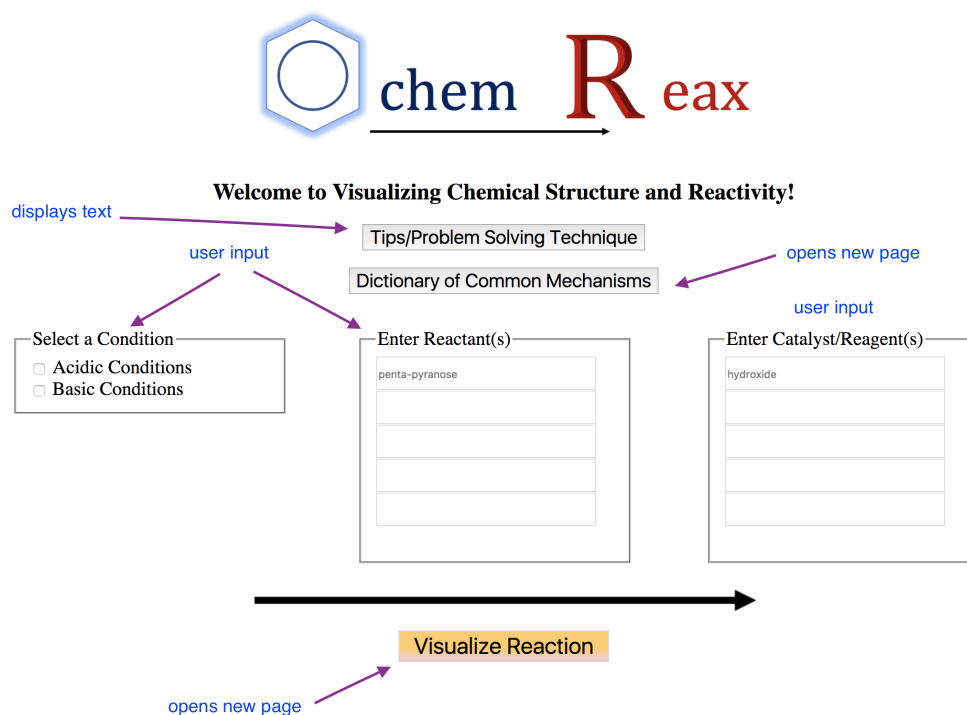 Ochem Reax
Welcome to Visualizing Chemical Structure and Reactivity!
displays text
Tips/Problem Solving Technique
user input
opens new page
Dictionary of Common Mechanisms
user input
Select a Condition
Acidic Conditions
Basic Conditions
Enter Reactant(s)
penta-pyranose
Enter Catalyst/Reagent(s)
hydroxide
Visualize Reaction
opens new page